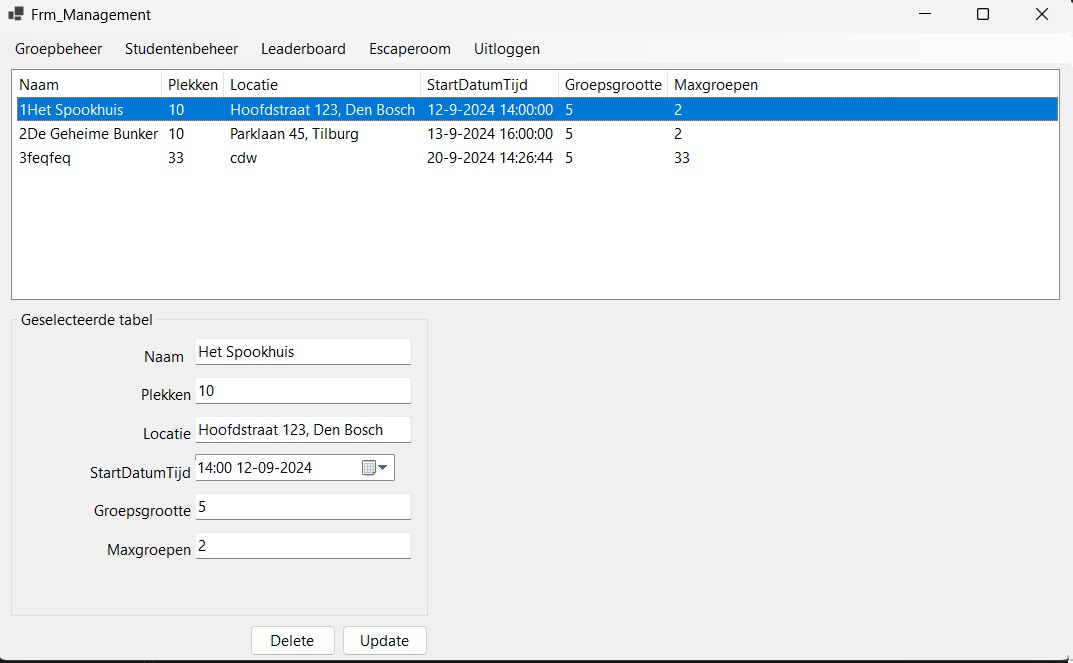 Frm_Management
Groepbeheer Studentenbeheer Leaderboard Escaperoom Uitloggen
Naam Plekken Locatie StartDatumTijd Groepsgrootte Maxgroepen
1Het Spookhuis 10 Hoofdstraat 123, Den Bosch 12-9-2024 14:00:00 5 2
2De Geheime Bunker 10 Parklaan 45, Tilburg 13-9-2024 16:00:00 5 2
3feqfeq 33 cdw 20-9-2024 14:26:44 5 33
Geselecteerde tabel
Naam Het Spookhuis
Plekken 10
Locatie Hoofdstraat 123, Den Bosch
StartDatumTijd 14:00 12-09-2024
Groepsgrootte 5
Maxgroepen 2
Delete Update